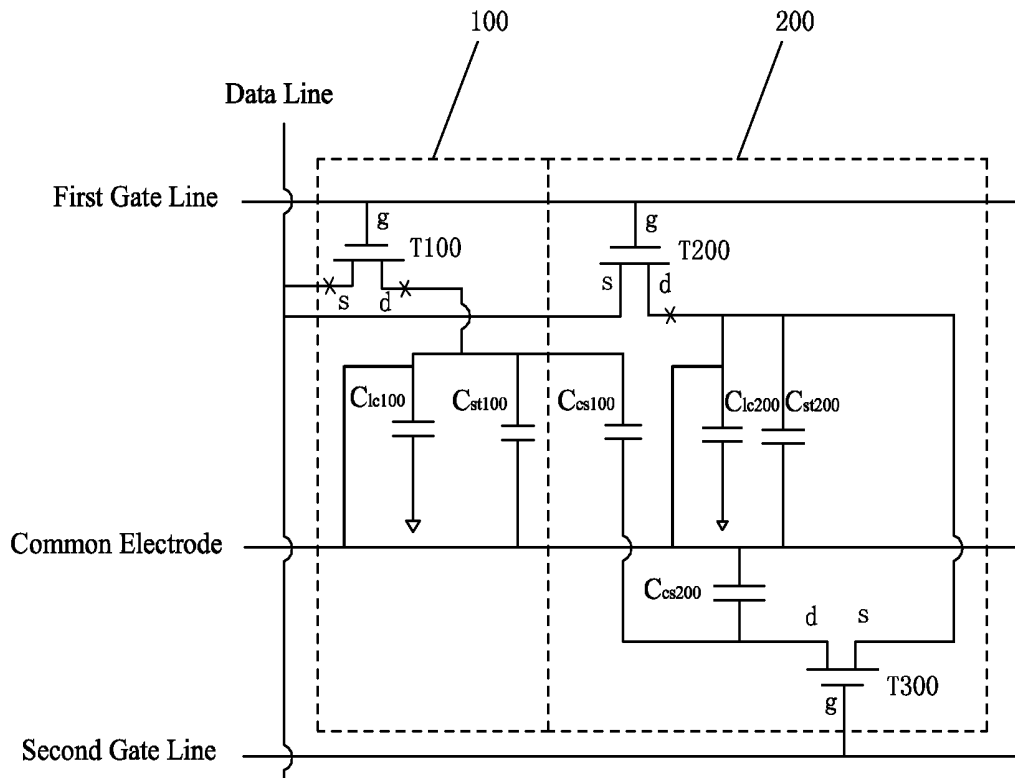 100
200
Data Line
First Gate Line
g
T100
g
T200
s
d
s
d
Clc100
Cst100
Ccs100
Clc200
Cst200
Common Electrode
Ccs200
d
s
T300
g
Second Gate Line